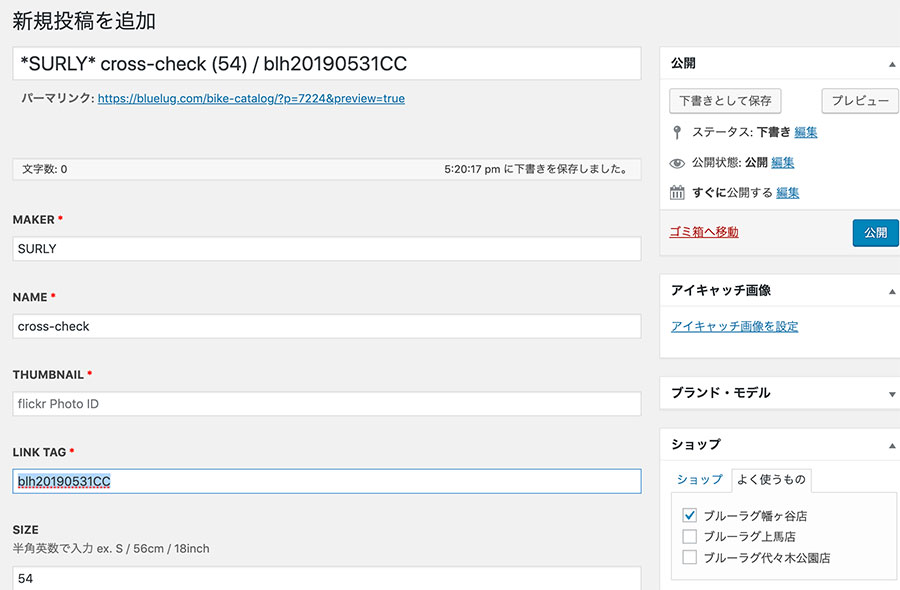 新規投稿を追加
*SURLY* cross-check (54) / blh20190531CC
パーマリンク: https://bluelug.com/bike-catalog/?p=7224&preview=true
文字数: 0
5:20:17 pm に下書きを保存しました。
MAKER *
SURLY
NAME *
cross-check
THUMBNAIL *
flickr Photo ID
LINK TAG *
blh20190531CC
SIZE
半角英数で入力 ex. S / 56cm / 18inch
54
公開
下書きとして保存
プレビュー
ステータス: 下書き 編集
公開状態: 公開 編集
すぐに公開する 編集
ゴミ箱へ移動
公開
アイキャッチ画像
アイキャッチ画像を設定
ブランド・モデル
ショップ
ショップ
よく使うもの
ブルーラグ幡ヶ谷店
ブルーラグ上馬店
ブルーラグ代々木公園店